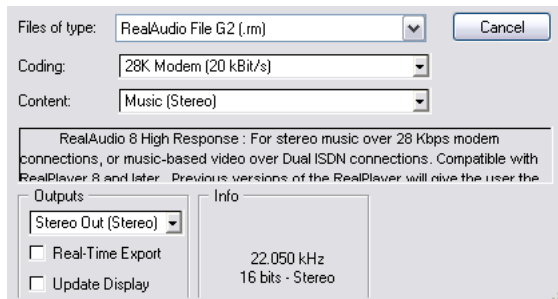 Files of type: RealAudio File G2 (.rm) Cancel
Coding: 28K Modem (20 kBit/s)
Content: Music (Stereo)
RealAudio 8 High Response : For stereo music over 28 Kbps modem
connections, or music-based video over Dual ISDN connections. Compatible with
RealPlayer 8 and later. Previous versions of the RealPlayer will give the user the
Outputs Info
Stereo Out (Stereo)
Real-Time Export 22.050 kHz
16 bits - Stereo
Update Display